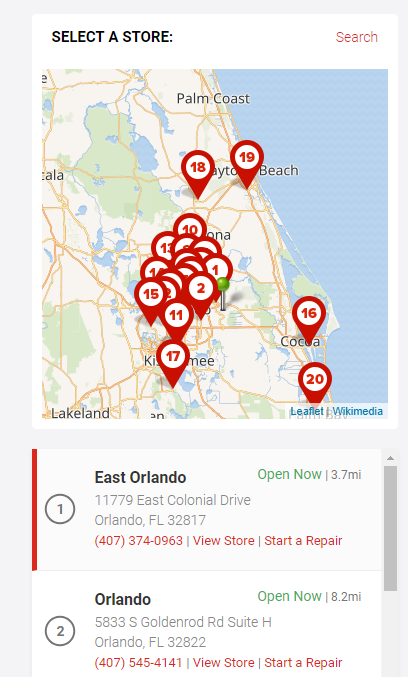 SELECT A STORE:
Search
Palm Coast
18
19
Beach
10
ona
1
2
15
11
16
Cocoa
17
20
Lakeland
Leaflet | Wikimedia
East Orlando
Open Now | 3.7mi
1
11779 East Colonial Drive
Orlando, FL 32817
(407) 374-0963 | View Store | Start a Repair
Orlando
Open Now | 8.2mi
2
5833 S Goldenrod Rd Suite H
Orlando, FL 32822
(407) 545-4141 | View Store | Start a Repair